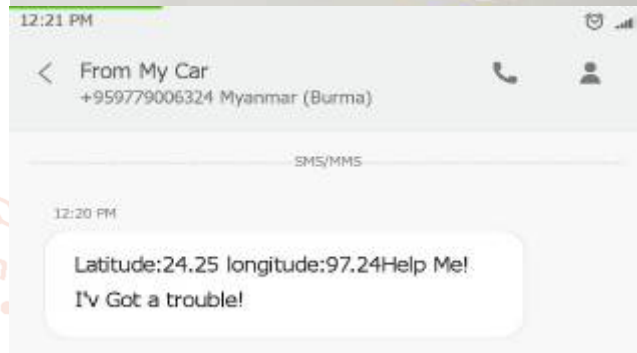 12:21 PM
From My Car
+959779006324 Myanmar (Burma)
SMS/MMS
12:20 PM
Latitude:24.25 longitude:97.24Help Me!
I'v Got a trouble!